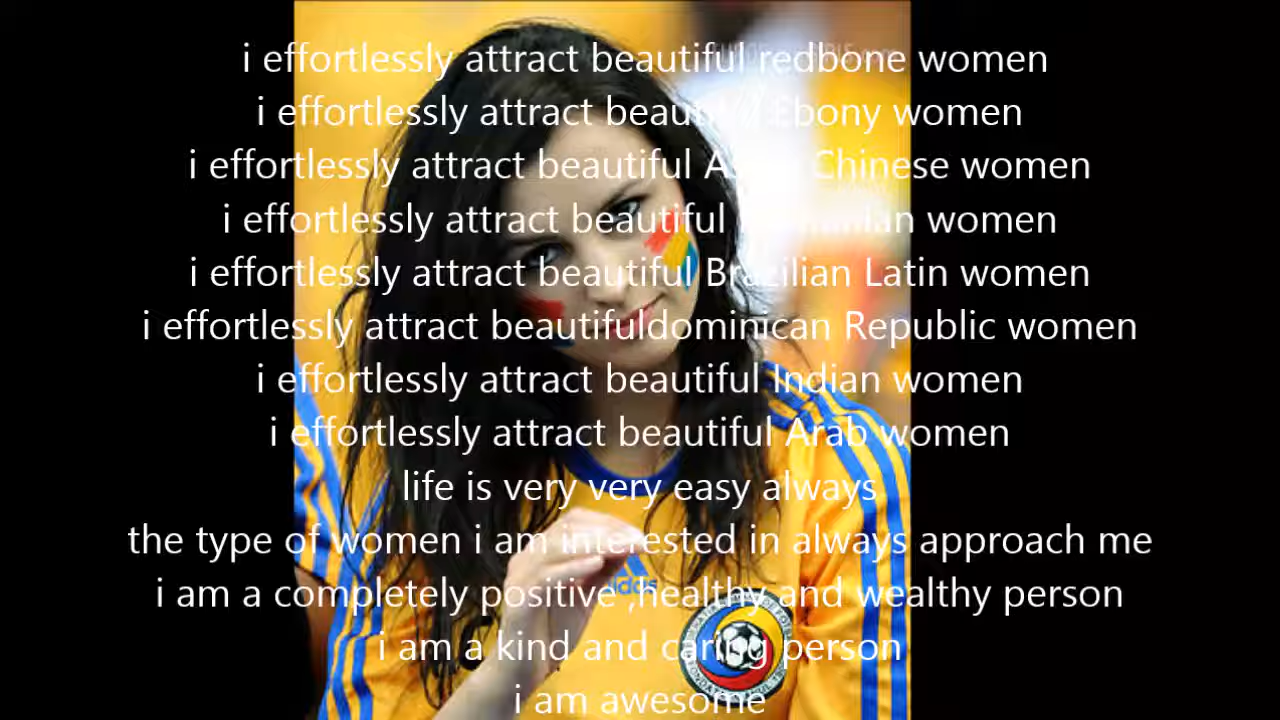 i effortlessly attract beautiful redbone women
i effortlessly attract Ebony women
i effortlessly attract beautiful Chinese women
i effortlessly attract beautiful women
i effortlessly attract beautiful Brazilian Latin women
i effortlessly attract beautifuldominican Republic women
i effortlessly attract beautiful Indian women
i effortlessly attract beautiful Arab women
life is very very easy always
the type of women i am interested in always approach me
i am a completely positive ,healthy and wealthy person
i am a kind and caring person
i am awesome
adidas